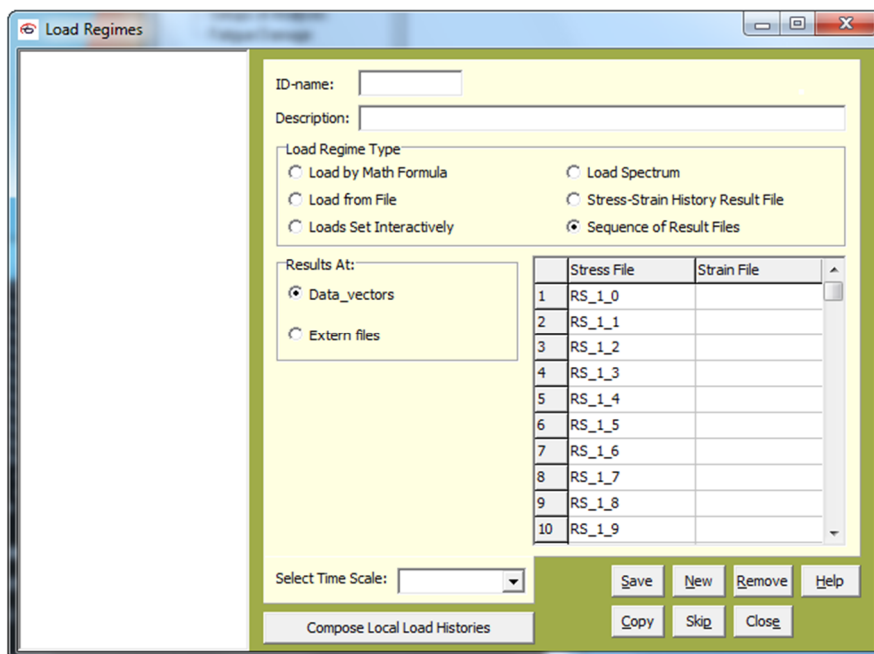 Load Regimes
ID-name:
Description:
Load Regime Type
Load by Math Formula
Load Spectrum
Load from File
Stress-Strain History Result File
Loads Set Interactively
Sequence of Result Files
Results At:
Data_vectors
Extern files
Stress File Strain File
1 RS_1_0
2 RS_1_1
3 RS_1_2
4 RS_1_3
5 RS_1_4
6 RS_1_5
7 RS_1_6
8 RS_1_7
9 RS_1_8
10 RS_1_9
Select Time Scale:
Save New Remove Help
Compose Local Load Histories
Copy Skip Close